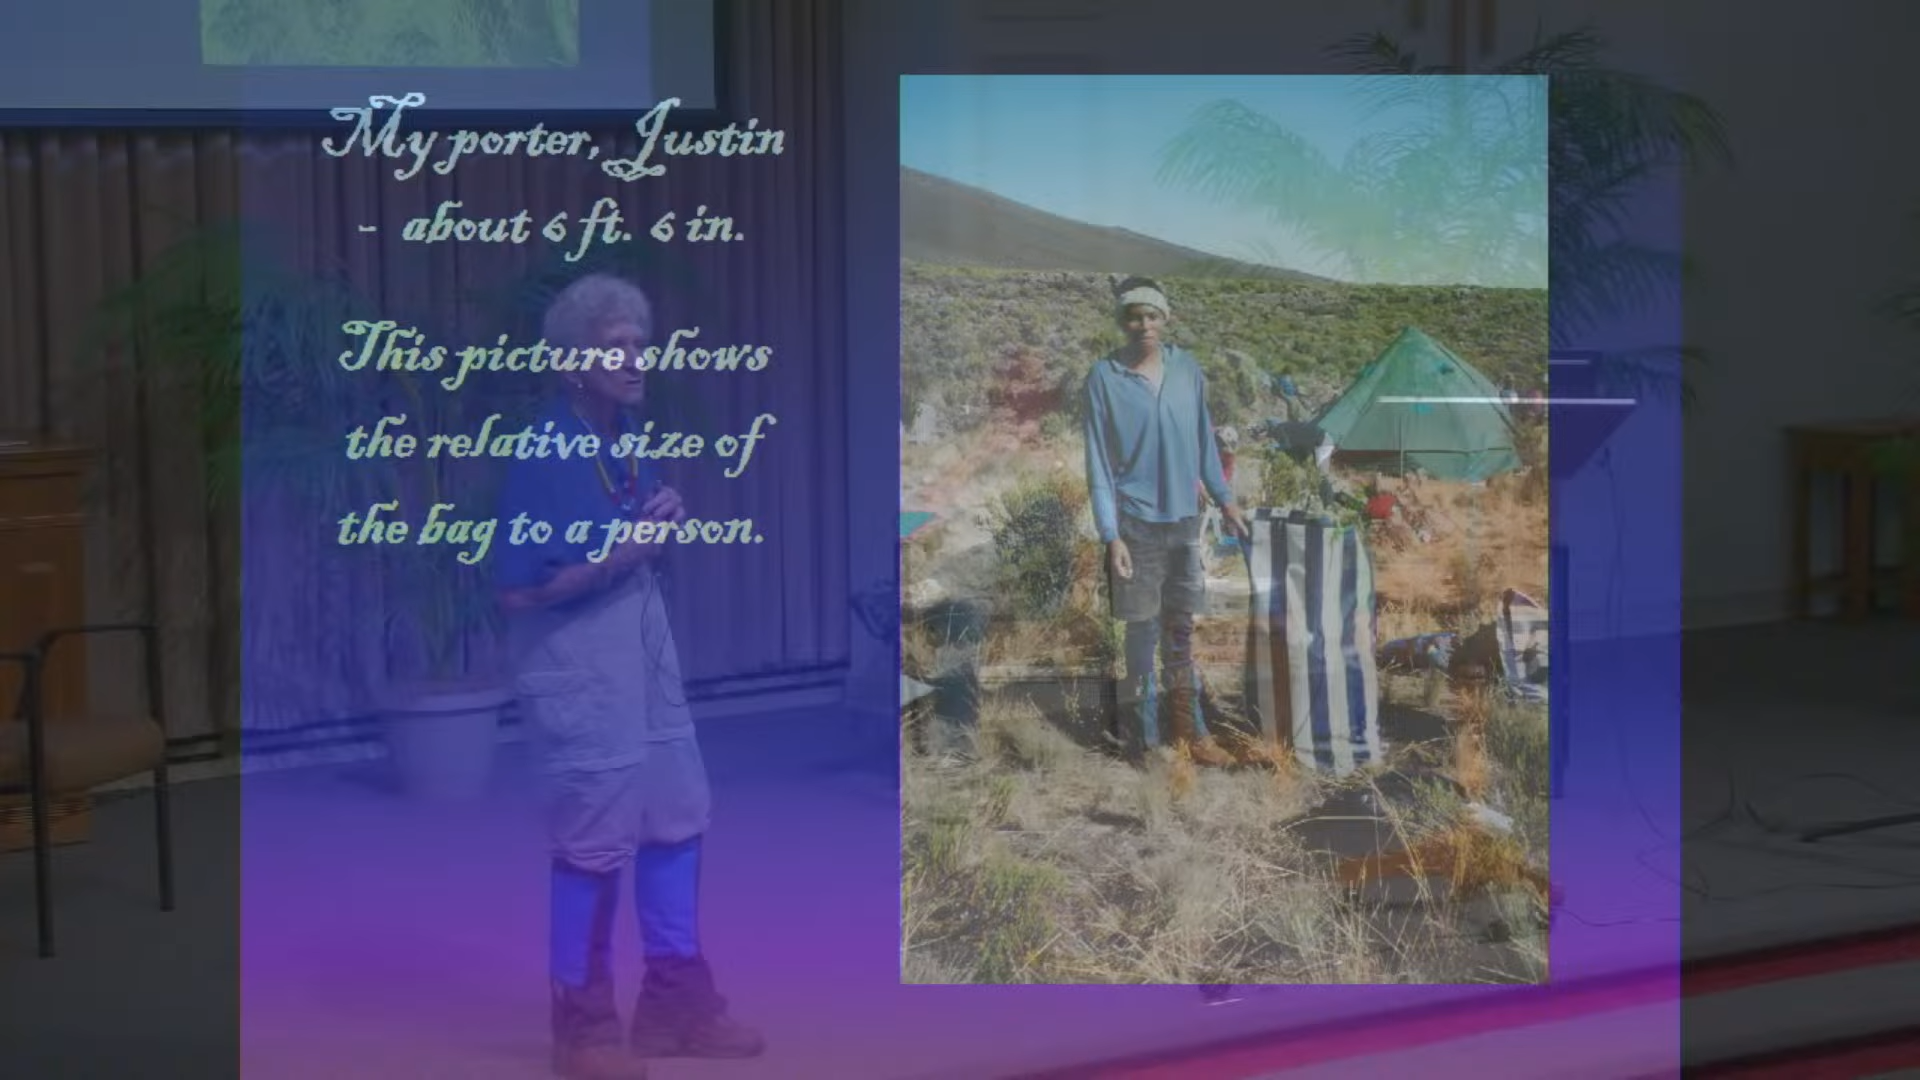 My porter, Justin
- about 6 ft. 6 in.
This picture shows
the relative size of
the bag to a person.